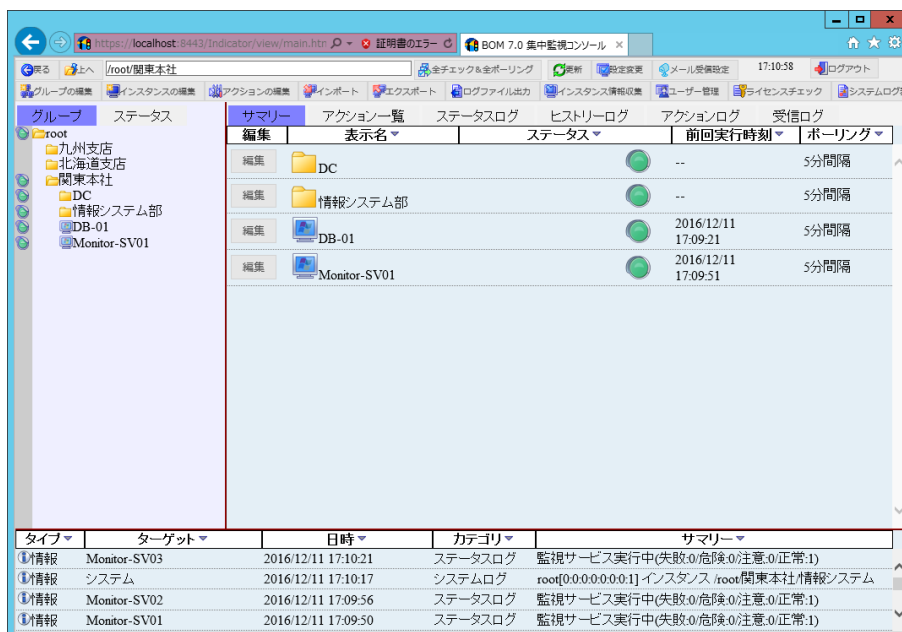 https://localhost:8443/Indicator/view/main.htn
証明書のエラー
BOM 7.0 集中監視コンソール
戻る 上へ /root/関東本社 全チェック&全ポーリング 更新 設定変更 メール受信設定 17:10:58 ログアウト
グループの編集 インスタンスの編集 アクションの編集 インポート エクスポート ログファイル出力 インスタンス情報収集 ユーザー管理 ライセンスチェック システムログ
グループ ステータス
root
九州支店
北海道支店
関東本社
DC
情報システム部
DB-01
Monitor-SV01
サマリー アクション一覧 ステータスログ ヒストリーログ アクションログ 受信ログ
編集 表示名 ステータス 前回実行時刻 ポーリング
編集 DC -- 5分間隔
編集 情報システム部 -- 5分間隔
編集 DB-01 2016/12/11 17:09:21 5分間隔
編集 Monitor-SV01 2016/12/11 17:09:51 5分間隔
タイプ ターゲット 日時 カテゴリ サマリー
情報 Monitor-SV03 2016/12/11 17:10:21 ステータスログ 監視サービス実行中(失敗:0/危険:0/注意:0/正常:1)
情報 システム 2016/12/11 17:10:17 システムログ root[0:0:0:0:0:0:0:1] インスタンス /root/関東本社/情報システム
情報 Monitor-SV02 2016/12/11 17:09:56 ステータスログ 監視サービス実行中(失敗:0/危険:0/注意:0/正常:1)
情報 Monitor-SV01 2016/12/11 17:09:50 ステータスログ 監視サービス実行中(失敗:0/危険:0/注意:0/正常:1)